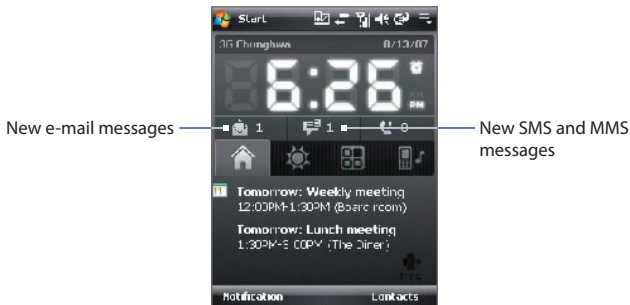 Start
3G Chunghwa 8/13/07
6:26
AM
PM
New e-mail messages
1 1 0
New SMS and MMS messages
Tomorrow: Weekly meeting
12:00PM-1:30PM (Board room)
Tomorrow: Lunch meeting
1:30PM-3:00PM (The Diner)
hTC
Notification Contacts